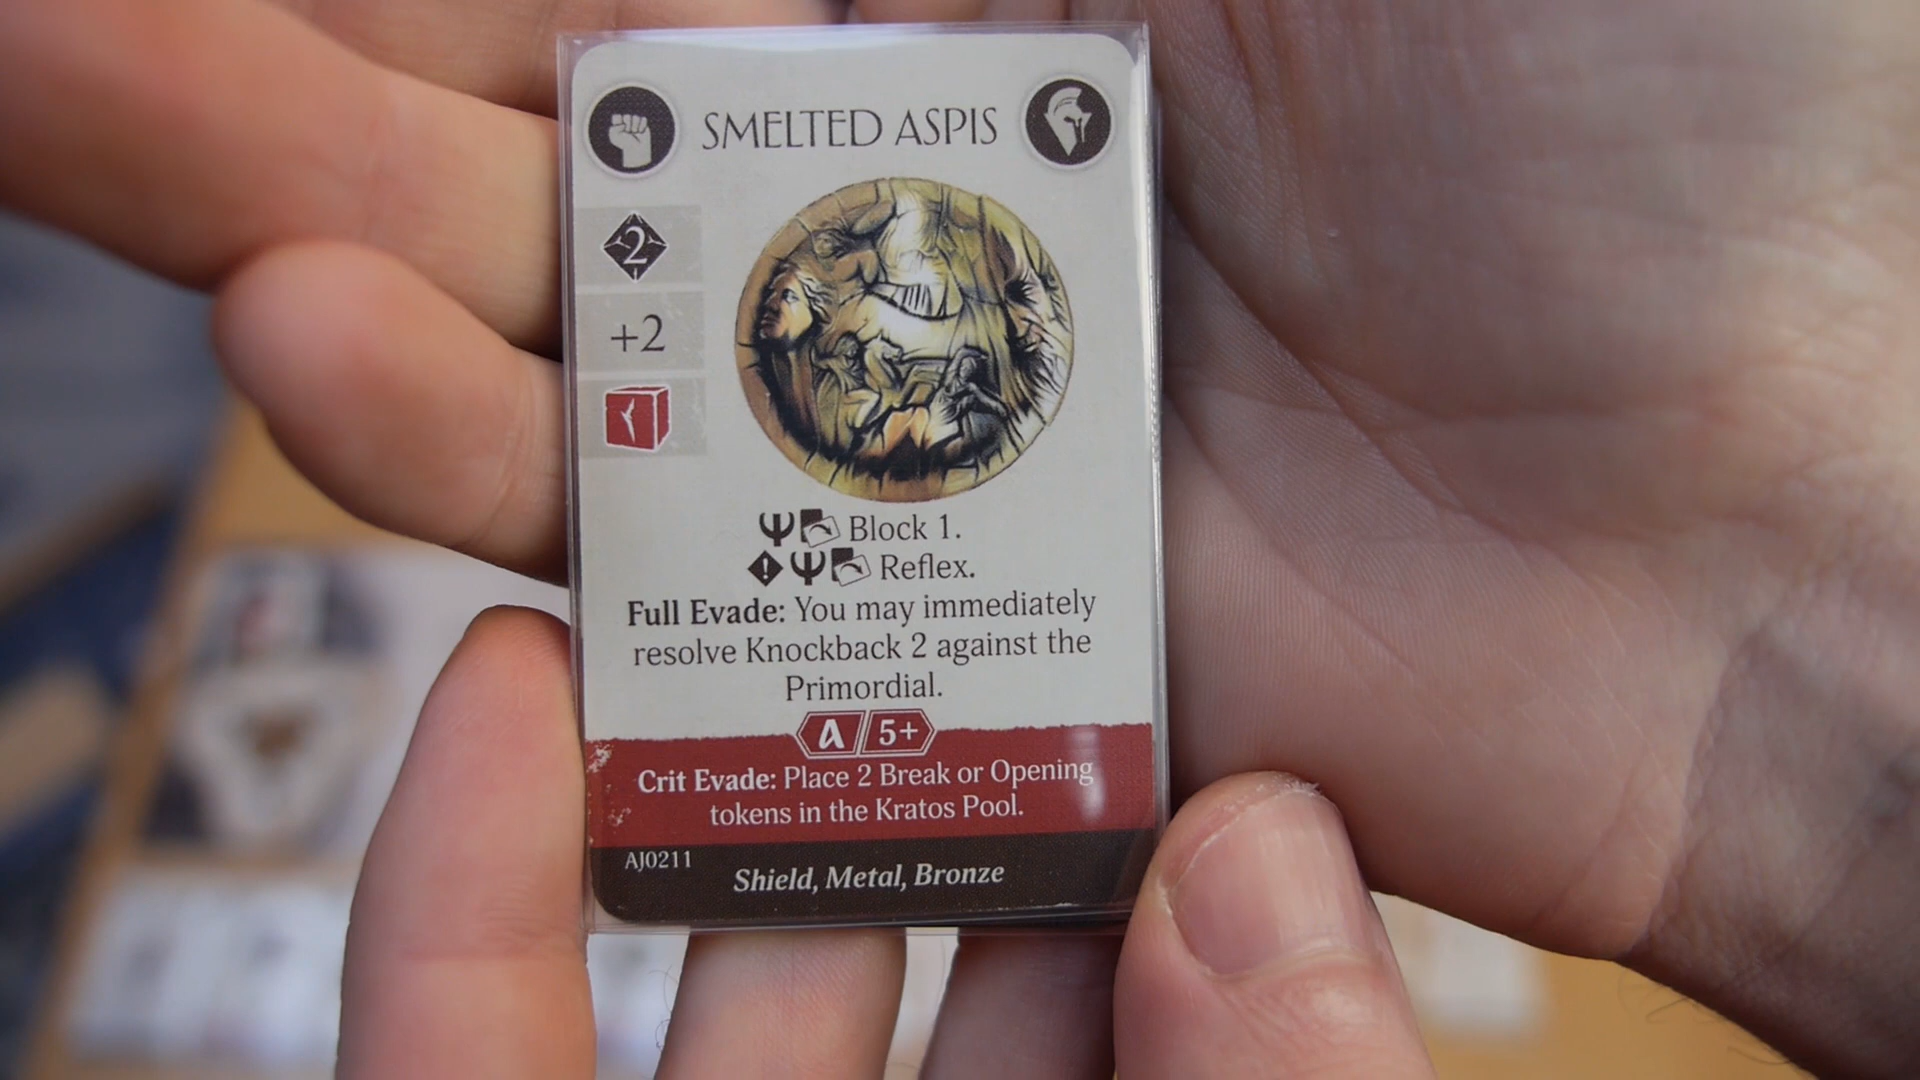 SMELTED ASPIS
2
+2
Block 1.
Reflex.
Full Evade: You may immediately
resolve Knockback 2 against the
Primordial.
A 5+
Crit Evade: Place 2 Break or Opening
tokens in the Kratos Pool.
AJ0211
Shield, Metal, Bronze